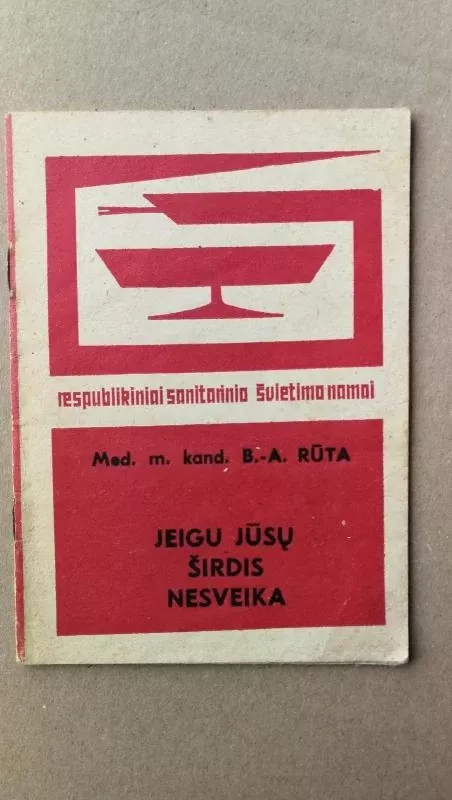 respublikiniai sanitarinio švietimo namai
Med. m. kand. B.-A. RŪTA
JEIGU JŪSŲ
ŠIRDIS
NESVEIKA